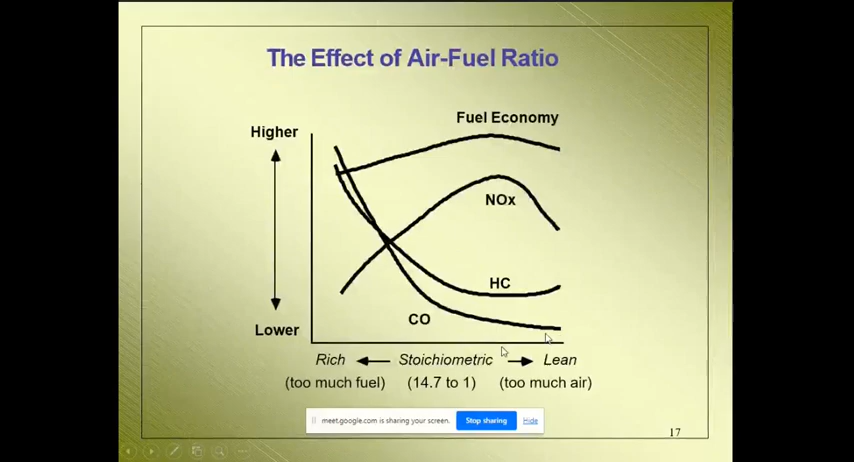 The Effect of Air-Fuel Ratio
Fuel Economy
Higher
NOx
HC
CO
Lower
Rich Stoichiometric Lean
(too much fuel) (14.7 to 1) (too much air)
meet.google.com is sharing your screen. Stop sharing Hide
17